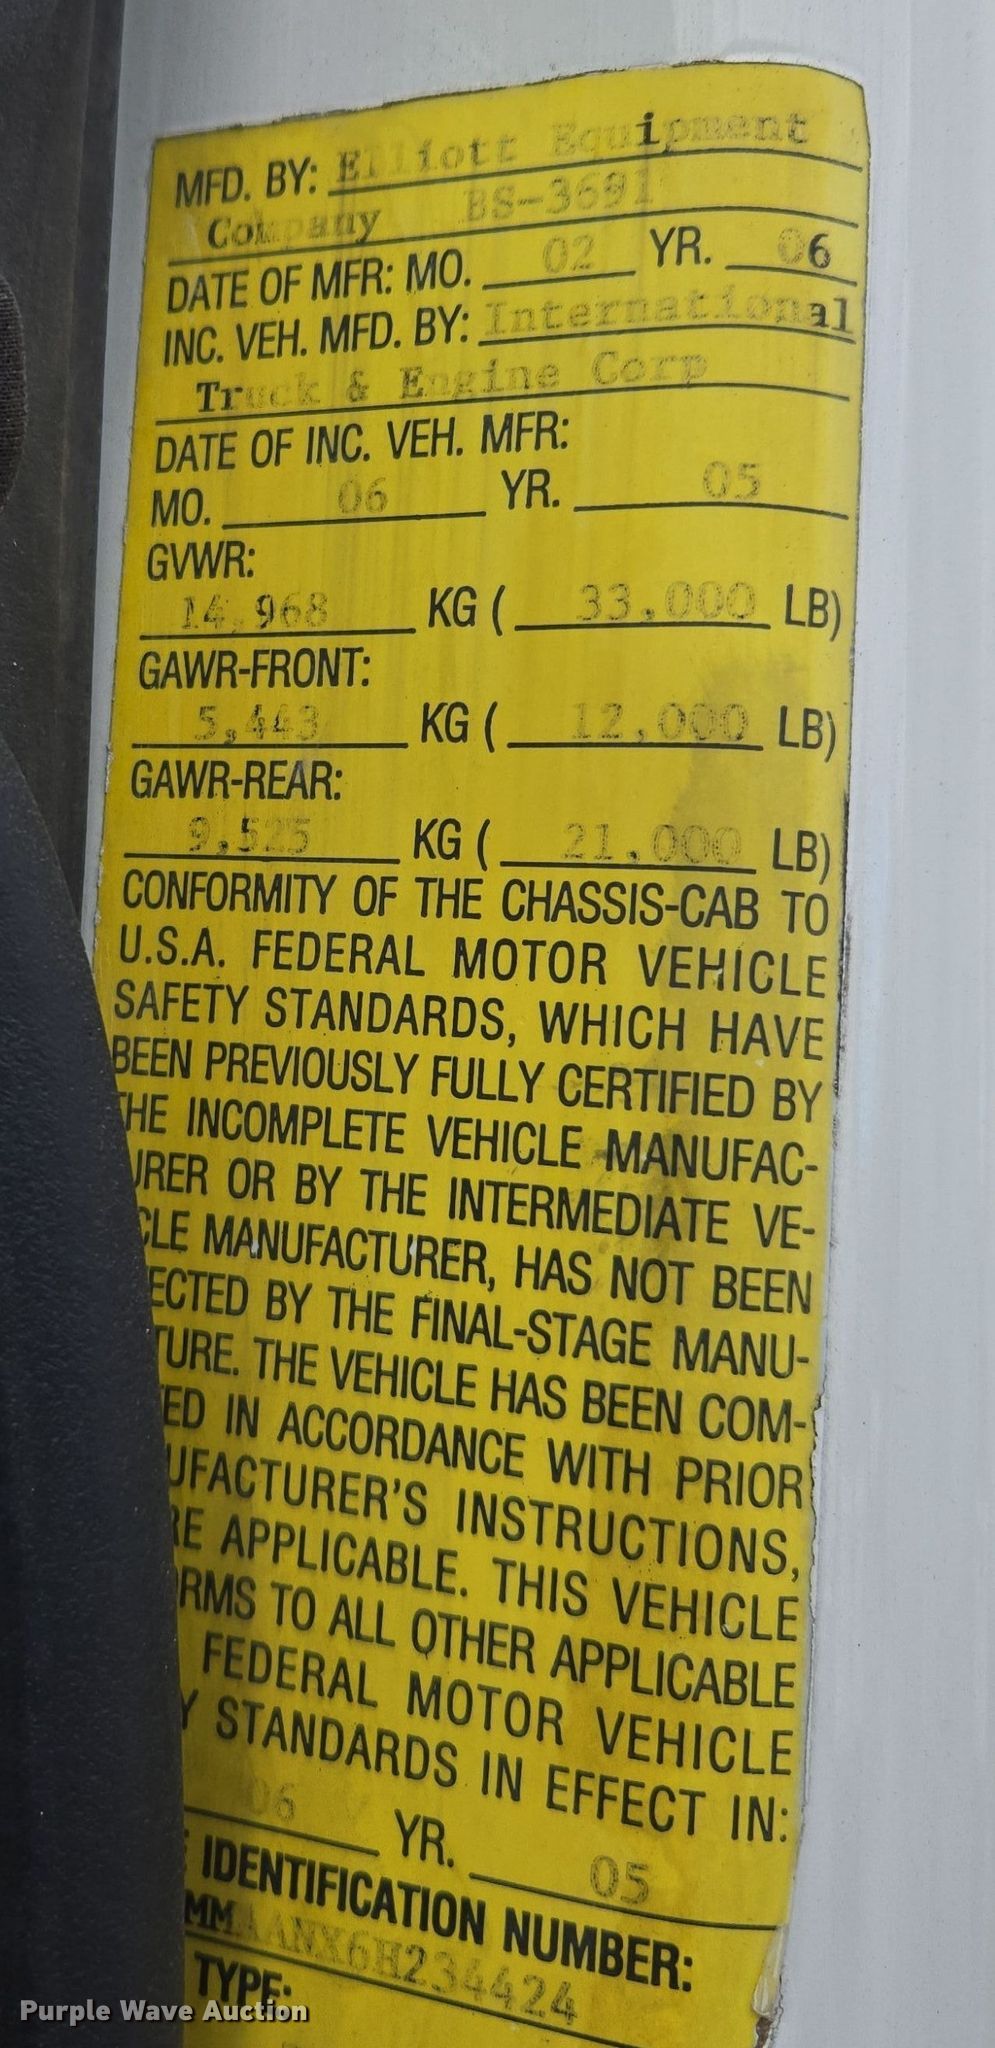 MFD. BY: Elliott Equipment
Company BS-3691
DATE OF MFR: MO. 02 YR. 06
INC. VEH. MFD. BY: International
Truck & Engine Corp
DATE OF INC. VEH. MFR:
MO. 06 YR. 05
GVWR:
14,968 KG ( 33,000 LB)
GAWR-FRONT:
5,443 KG ( 12,000 LB)
GAWR-REAR:
9,525 KG ( 21,000 LB)
CONFORMITY OF THE CHASSIS-CAB TO
U.S.A. FEDERAL MOTOR VEHICLE
SAFETY STANDARDS, WHICH HAVE
BEEN PREVIOUSLY FULLY CERTIFIED BY
THE INCOMPLETE VEHICLE MANUFAC-
URER OR BY THE INTERMEDIATE VE-
CLE MANUFACTURER, HAS NOT BEEN
ECTED BY THE FINAL-STAGE MANU-
TURE. THE VEHICLE HAS BEEN COM-
ED IN ACCORDANCE WITH PRIOR
UFACTURER'S INSTRUCTIONS,
RE APPLICABLE. THIS VEHICLE
RMS TO ALL OTHER APPLICABLE
FEDERAL MOTOR VEHICLE
Y STANDARDS IN EFFECT IN:
06 YR. 05
IDENTIFICATION NUMBER:
MMAANX6H234424
TYPE:
Purple Wave Auction